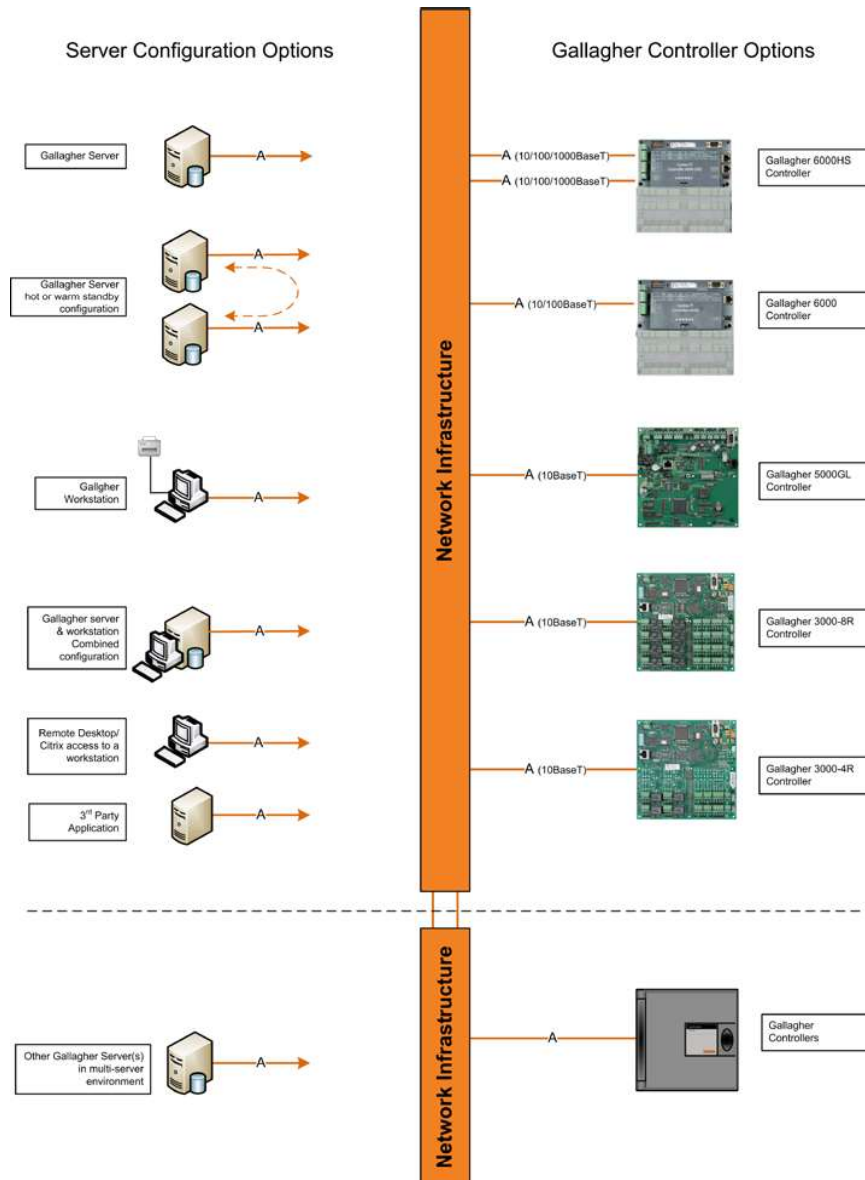 Server Configuration Options
Gallagher Controller Options
Gallagher Server
A
A (10/100/1000BaseT)
A (10/100/1000BaseT)
Gallagher 6000HS
Controller
Gallagher Server
hot or warm standby
configuration
A
A
A (10/100BaseT)
Gallagher 6000
Controller
Network Infrastructure
Gallgher
Workstation
A
A (10BaseT)
Gallagher 5000GL
Controller
Gallagher server
& workstation
Combined
configuration
A
A (10BaseT)
Gallagher 3000-8R
Controller
Remote Desktop/
Citrix access to a
workstation
A
A (10BaseT)
Gallagher 3000-4R
Controller
3rd Party
Application
A
Network Infrastructure
Other Gallagher Server(s)
in multi-server
environment
A
A
Gallagher
Controllers